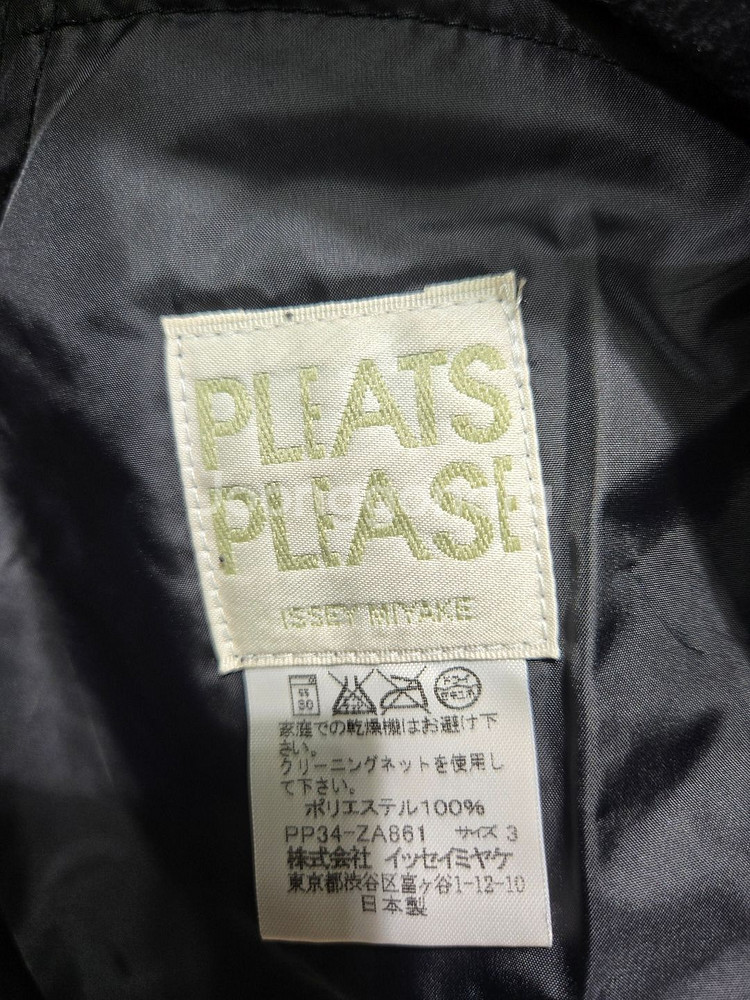 PLEATS
PLEASE
ISSEY MIYAKE
家庭での乾燥機はお避け下
さい。
クリーニングネットを使用し
て下さい。
ポリエステル100%
PP34-ZA861 サイズ 3
株式会社 イッセイミヤケ
東京都渋谷区富ヶ谷1-12-10
日本製